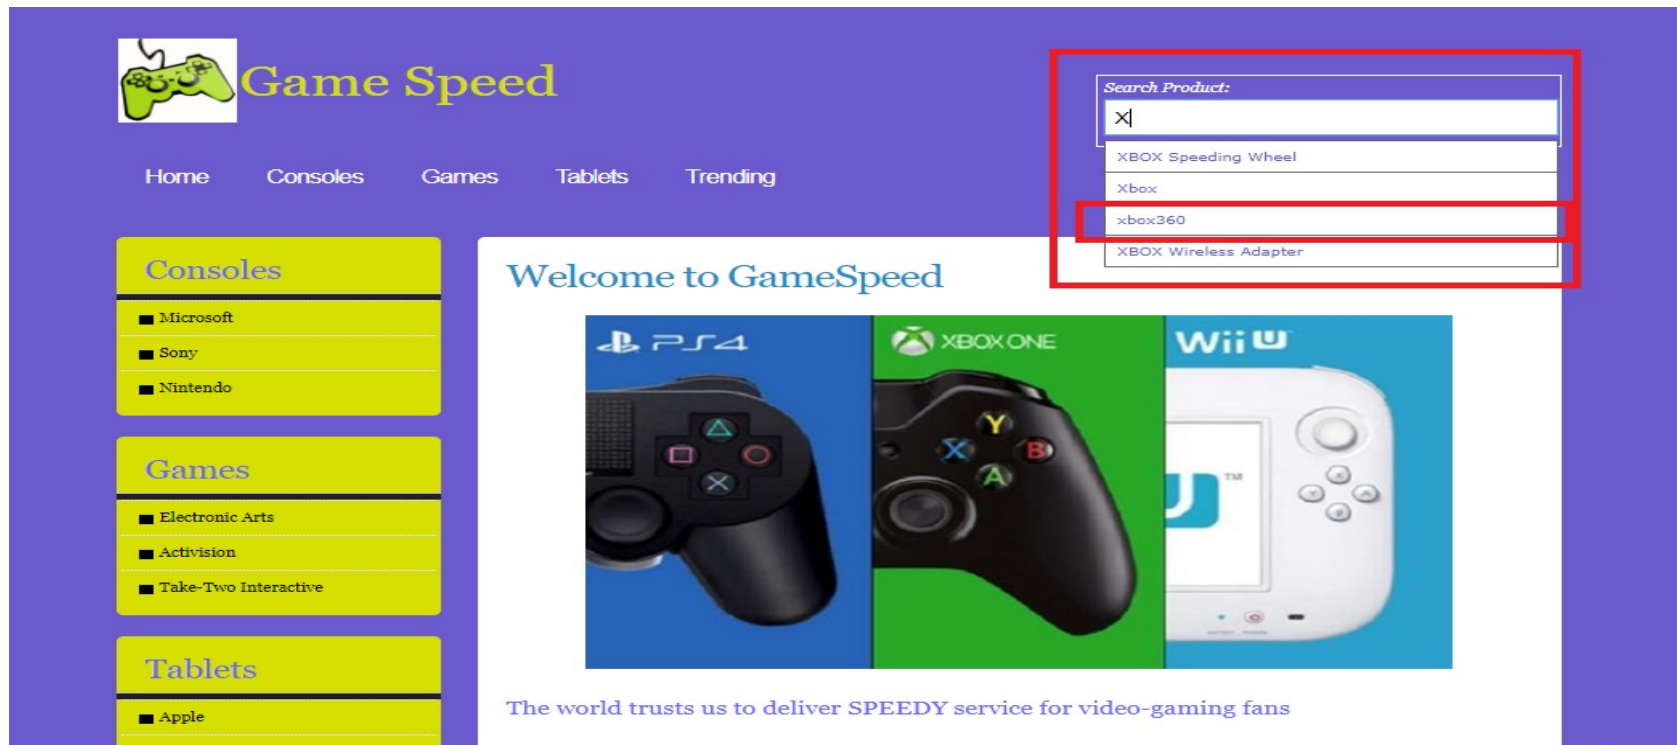 Game Speed
Search Product:
X
XBOX Speeding Wheel
Xbox
xbox360
XBOX Wireless Adapter
Home Consoles Games Tablets Trending
Consoles
Microsoft
Sony
Nintendo
Games
Electronic Arts
Activision
Take-Two Interactive
Tablets
Apple
Welcome to GameSpeed
PS4
XBOX ONE
Wii U
Y
X B
A
U TM
The world trusts us to deliver SPEEDY service for video-gaming fans